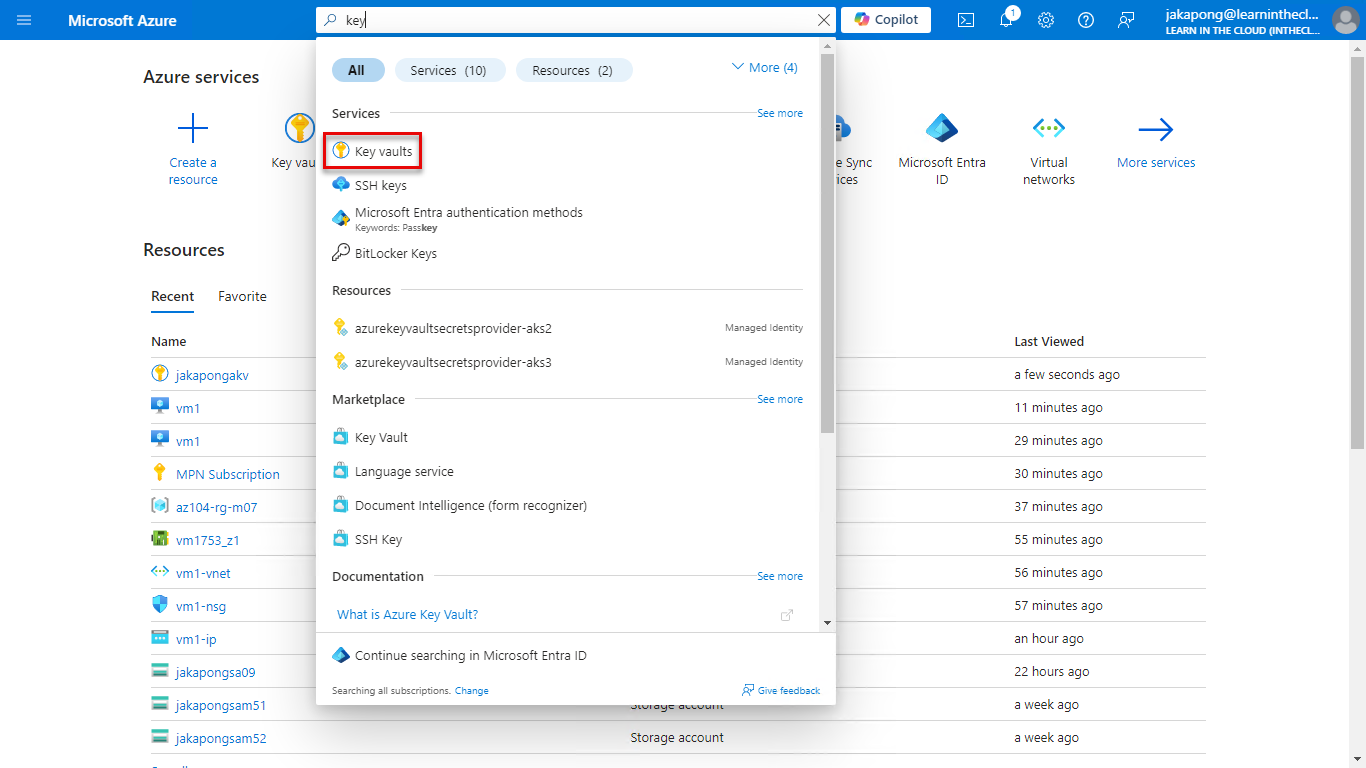 Microsoft Azure
key
Copilot
1
jakapong@learninthecl...
LEARN IN THE CLOUD (INTHECL...
All
Services (10)
Resources (2)
More (4)
Services
See more
Key vaults
SSH keys
Microsoft Entra authentication methods
Keywords: Passkey
BitLocker Keys
Resources
azurekeyvaultsecretsprovider-aks2
Managed Identity
azurekeyvaultsecretsprovider-aks3
Managed Identity
Marketplace
See more
Key Vault
Language service
Document Intelligence (form recognizer)
SSH Key
Documentation
See more
What is Azure Key Vault?
Continue searching in Microsoft Entra ID
Searching all subscriptions. Change
Give feedback
Azure services
Create a
resource
Key vau
e Sync
ices
Microsoft Entra
ID
Virtual
networks
More services
Resources
Recent
Favorite
Name
Last Viewed
jakapongakv
a few seconds ago
vm1
11 minutes ago
vm1
29 minutes ago
MPN Subscription
30 minutes ago
az104-rg-m07
37 minutes ago
vm1753_z1
55 minutes ago
vm1-vnet
56 minutes ago
vm1-nsg
57 minutes ago
vm1-ip
an hour ago
jakapongsa09
22 hours ago
jakapongsam51
Storage account
a week ago
jakapongsam52
Storage account
a week ago